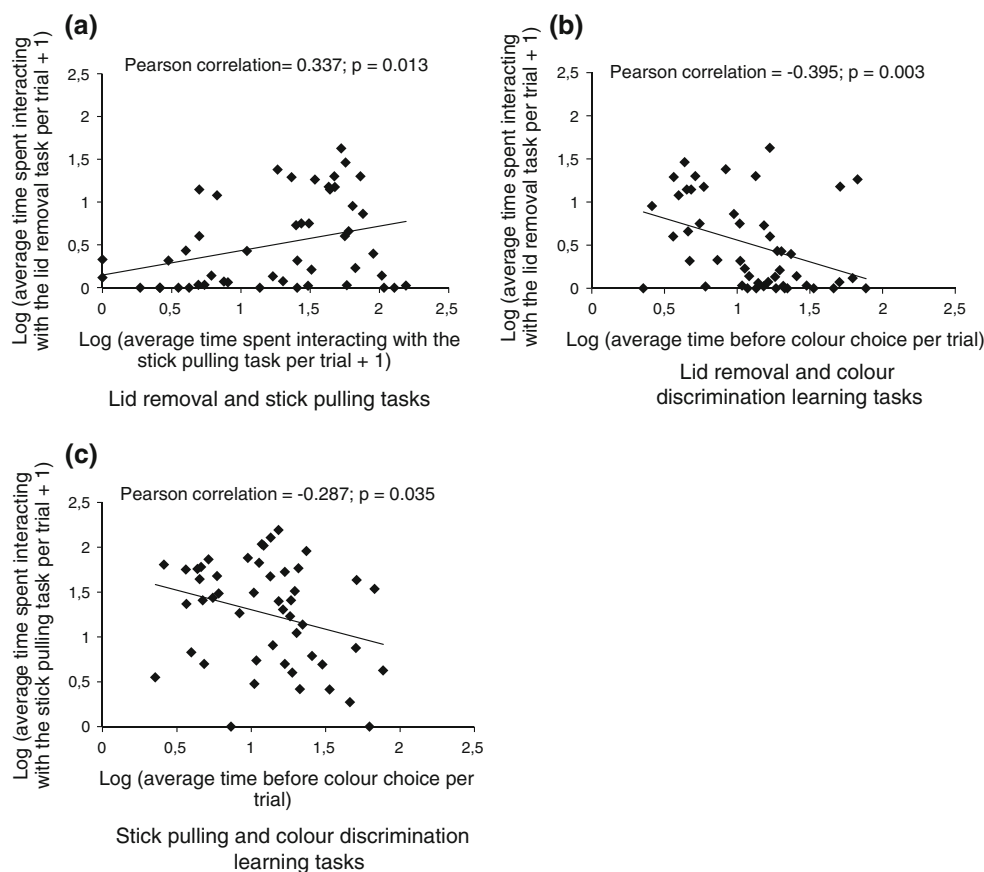 (a)
Log (average time spent interacting
with the lid removal task per trial + 1)
Pearson correlation= 0.337; p = 0.013
2,5
2
1,5
1
0,5
0
0 0,5 1 1,5 2 2,5
Log (average time spent interacting with the
stick pulling task per trial + 1)
Lid removal and stick pulling tasks
(b)
Log (average time spent interacting
with the lid removal task per trial + 1)
Pearson correlation = -0.395; p = 0.003
2,5
2
1,5
1
0,5
0
0 0,5 1 1,5 2 2,5
Log (average time before colour choice per trial)
Lid removal and colour
discrimination learning tasks
(c)
Log (average time spent interacting
with the stick pulling task per trial + 1)
Pearson correlation = -0.287; p = 0.035
2,5
2
1,5
1
0,5
0
0 0,5 1 1,5 2 2,5
Log (average time before colour choice per
trial)
Stick pulling and colour discrimination
learning tasks